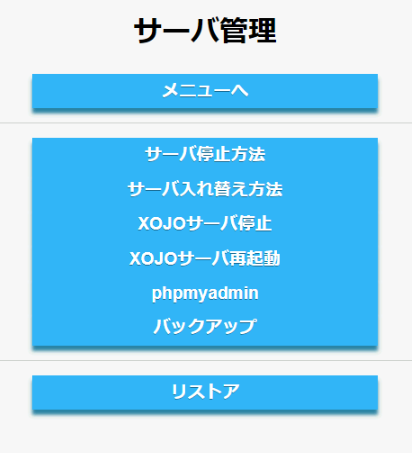 サーバ管理
メニューへ
サーバ停止方法
サーバ入れ替え方法
XOJOサーバ停止
XOJOサーバ再起動
phpmyadmin
バックアップ
リストア